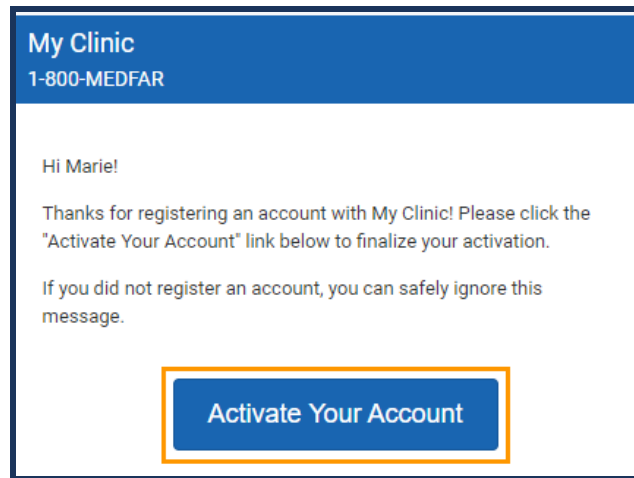 My Clinic
1-800-MEDFAR
Hi Marie!
Thanks for registering an account with My Clinic! Please click the
"Activate Your Account" link below to finalize your activation.
If you did not register an account, you can safely ignore this
message.
Activate Your Account